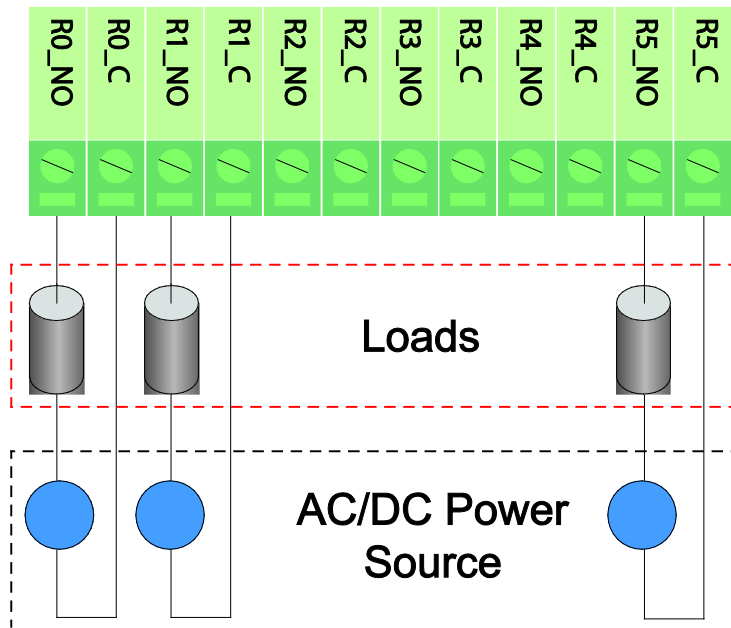 R0_NO
R0_C
R1_NO
R1_C
R2_NO
R2_C
R3_NO
R3_C
R4_NO
R4_C
R5_NO
R5_C
Loads
AC/DC Power
Source